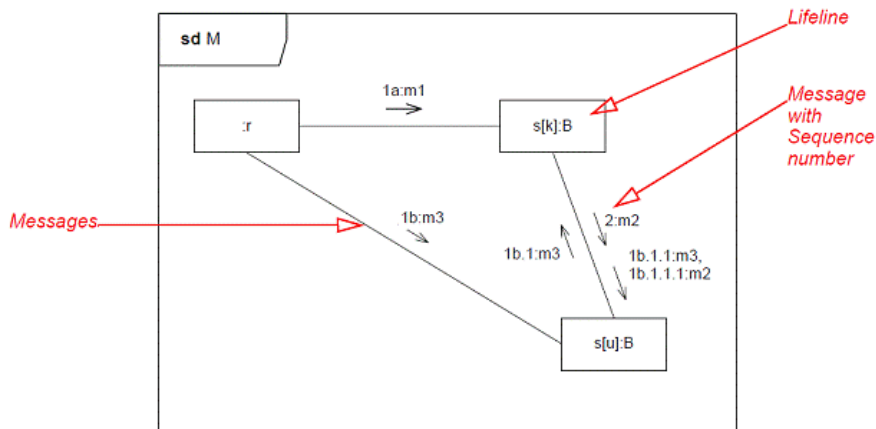 sd M
Lifeline
1a:m1
:r
s[k]:B
Message
with
Sequence
number
Messages
1b:m3
2:m2
1b.1:m3
1b.1.1:m3,
1b.1.1.1:m2
s[u]:B